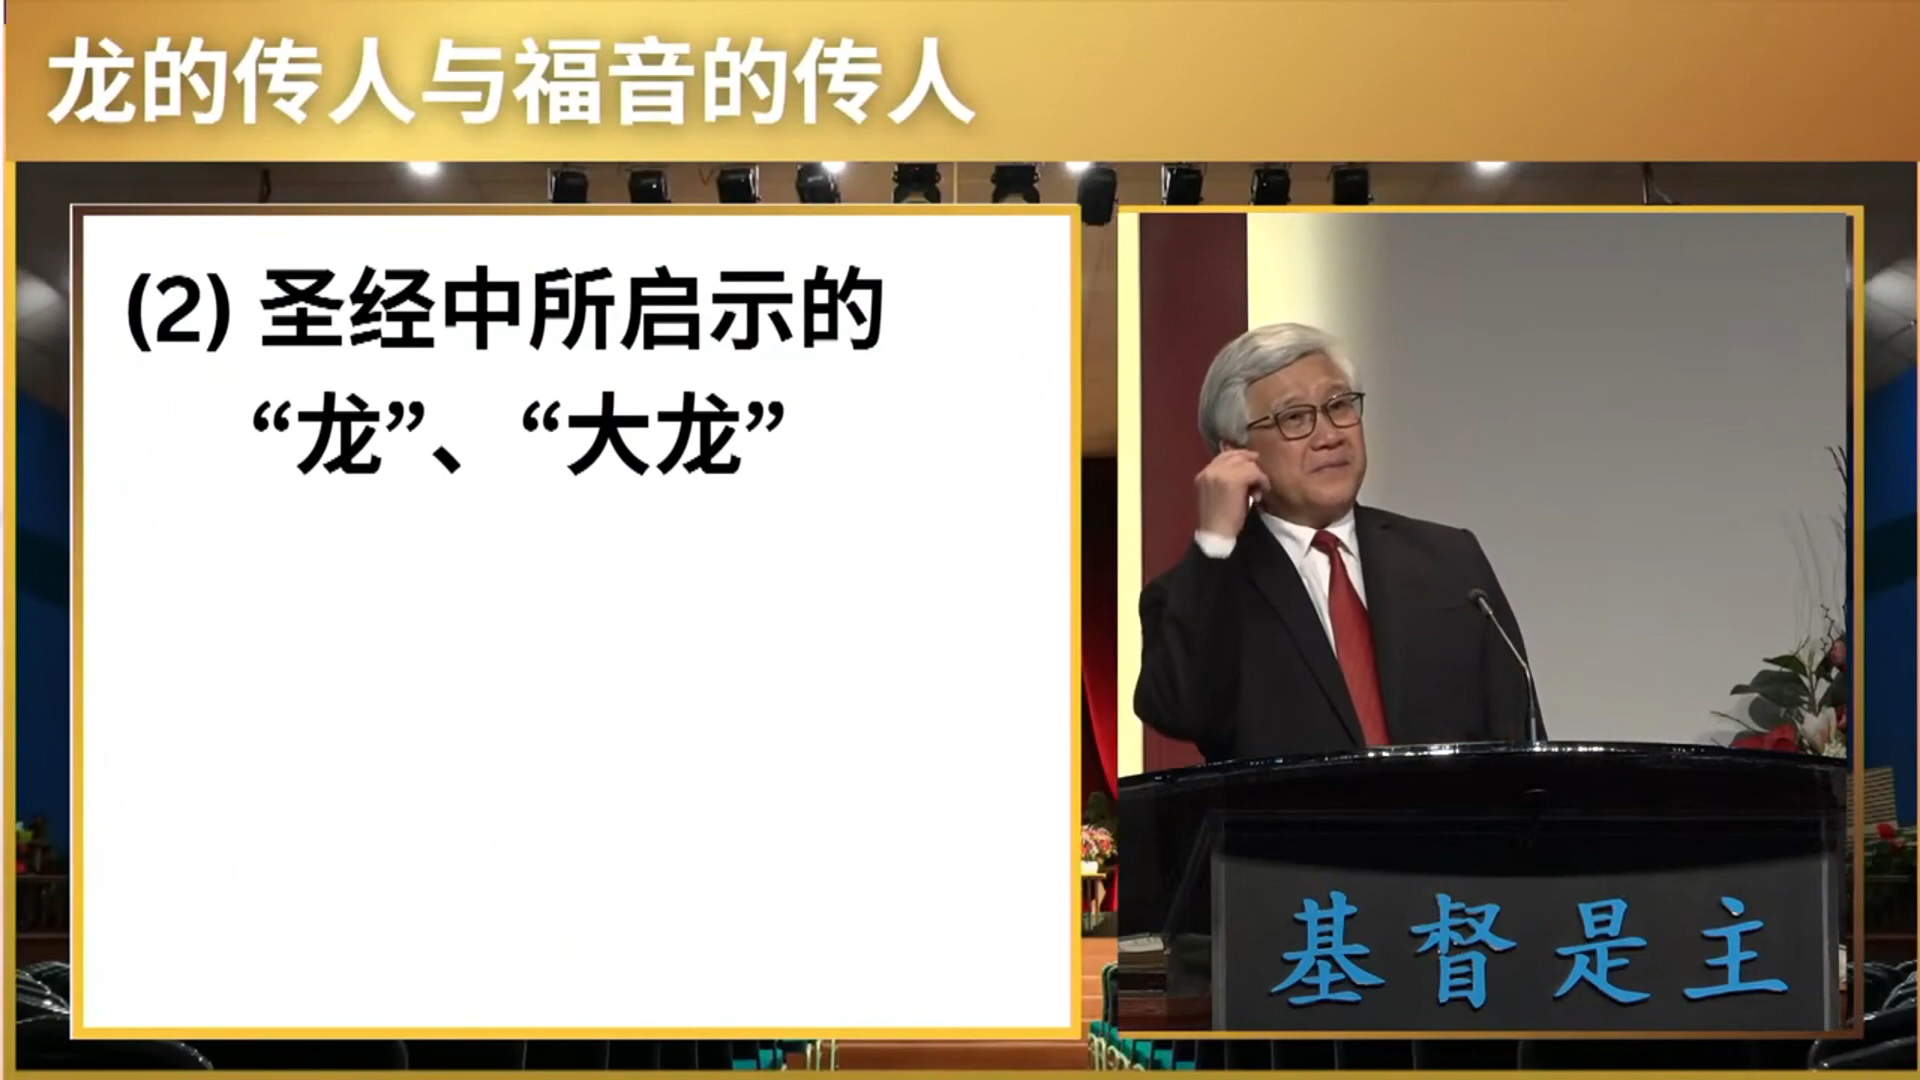 龙的传人与福音的传人
(2) 圣经中所启示的
“龙”、“大龙”
基督是主